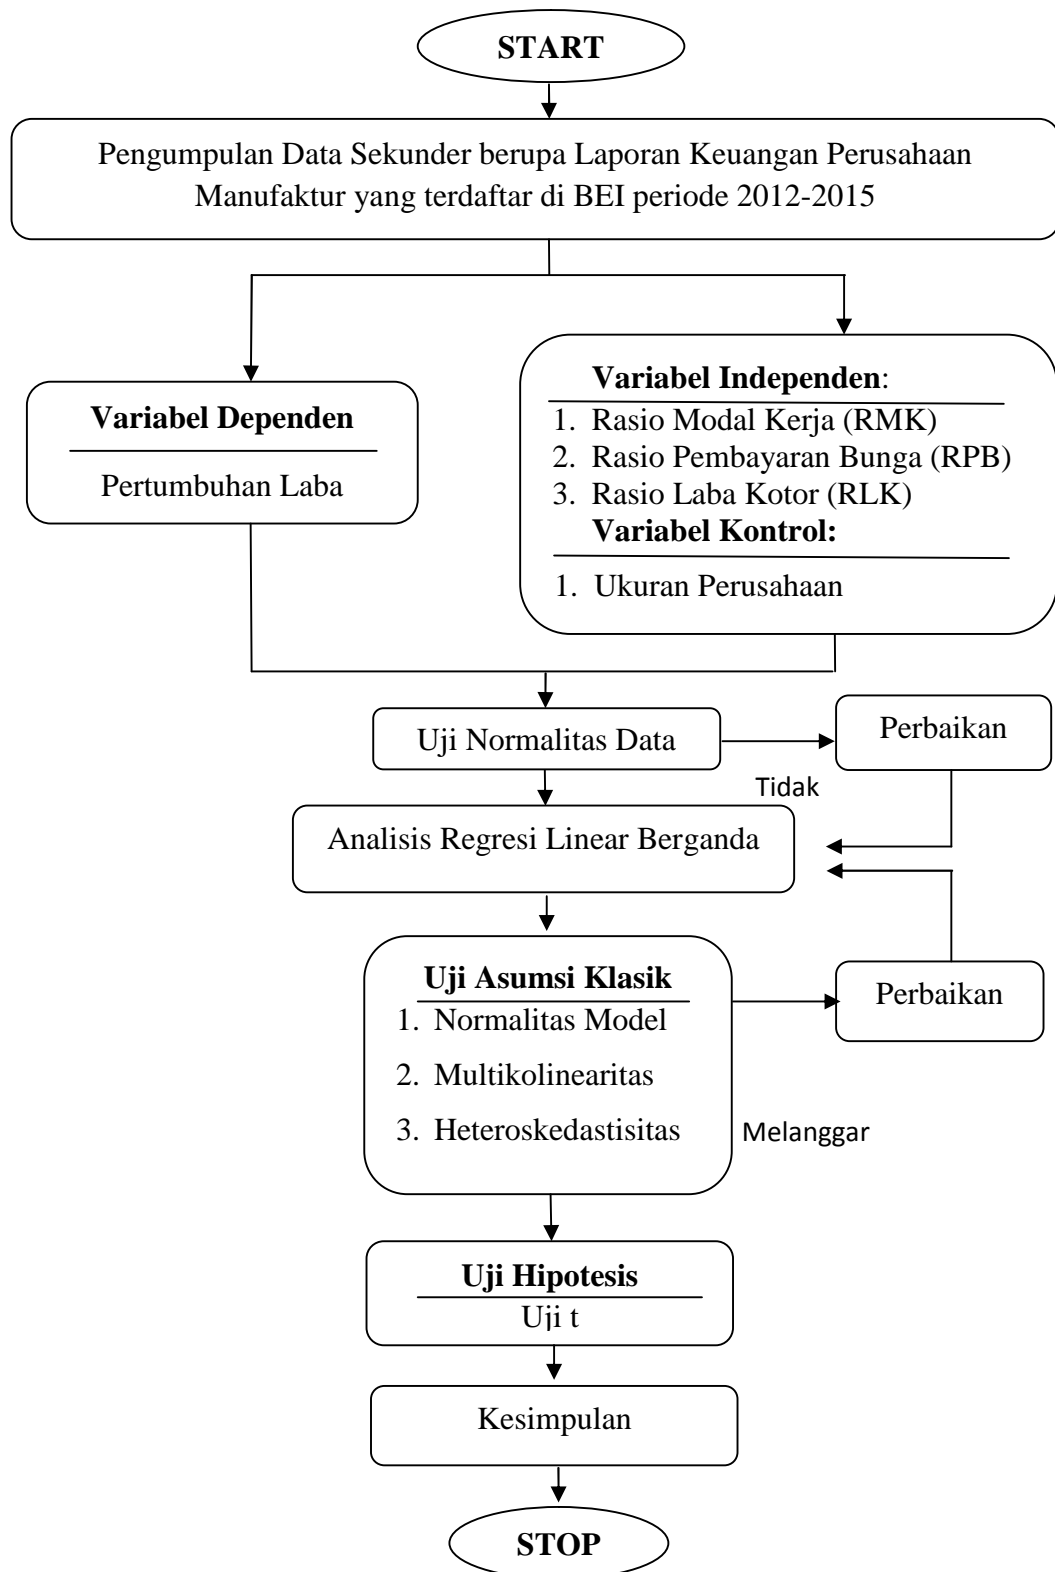 START
Pengumpulan Data Sekunder berupa Laporan Keuangan Perusahaan
Manufaktur yang terdaftar di BEI periode 2012-2015
Variabel Dependen
Pertumbuhan Laba
Variabel Independen:
1. Rasio Modal Kerja (RMK)
2. Rasio Pembayaran Bunga (RPB)
3. Rasio Laba Kotor (RLK)
Variabel Kontrol:
1. Ukuran Perusahaan
Uji Normalitas Data
Perbaikan
Tidak
Analisis Regresi Linear Berganda
Uji Asumsi Klasik
1. Normalitas Model
2. Multikolinearitas
3. Heteroskedastisitas
Perbaikan
Melanggar
Uji Hipotesis
Uji t
Kesimpulan
STOP